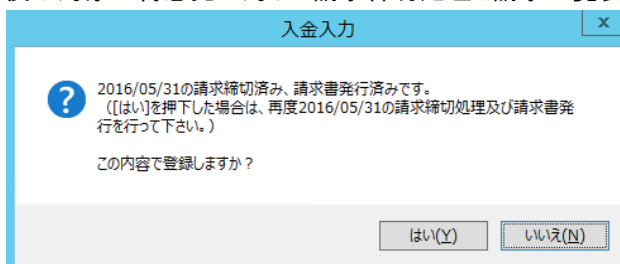 入金入力
x
2016/05/31の請求締切済み、請求書発行済みです。
（[はい]を押下した場合は、再度2016/05/31の請求締切処理及び請求書発
行を行って下さい。）
この内容で登録しますか？
はい(Y) いいえ(N)